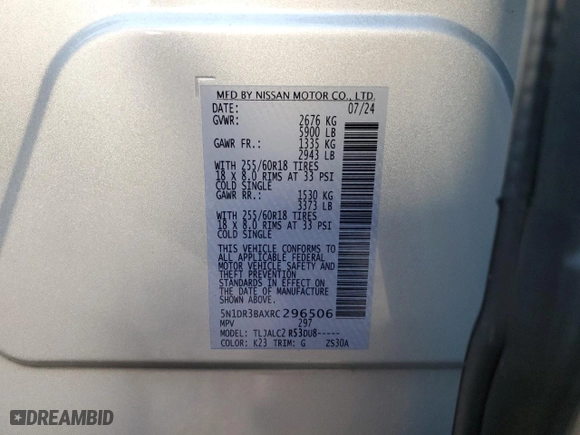 MFD BY NISSAN MOTOR CO., LTD.
DATE: 07/24
GVWR: 2676 KG
5900 LB
GAWR FR.: 1335 KG
2943 LB
WITH 255/60R18 TIRES
18 X 8.0 RIMS AT 33 PSI
COLD SINGLE
GAWR RR.: 1530 KG
3373 LB
WITH 255/60R18 TIRES
18 X 8.0 RIMS AT 33 PSI
COLD SINGLE
THIS VEHICLE CONFORMS TO
ALL APPLICABLE FEDERAL
MOTOR VEHICLE SAFETY AND
THEFT PREVENTION
STANDARDS IN EFFECT ON
THE DATE OF MANUFACTURE
SHOWN ABOVE.
5N1DR3BAXRC296506
MPV 297
MODEL: TLJALC2 R53DU8-----
COLOR: K23 TRIM: G ZS30A
DREAMBID